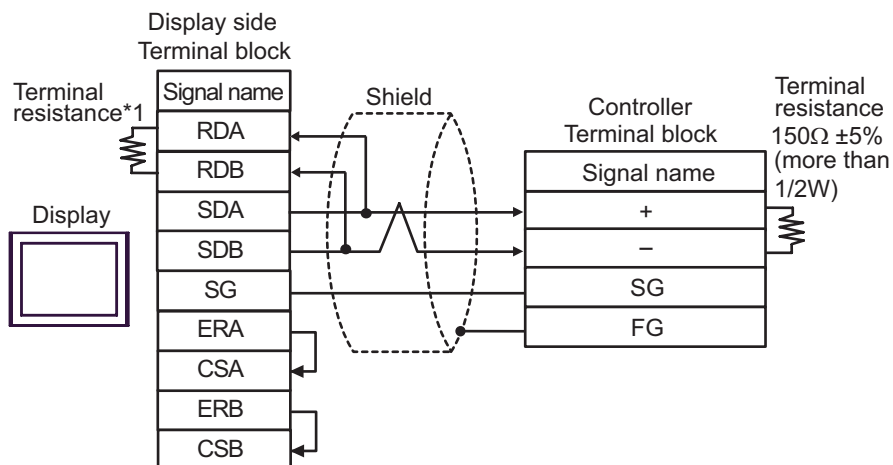 Display side
Terminal block
Terminal
resistance*1
Signal name
RDA
RDB
SDA
SDB
SG
ERA
CSA
ERB
CSB
Display
Shield
Controller
Terminal block
Signal name
+
–
SG
FG
Terminal
resistance
150Ω ±5%
(more than
1/2W)